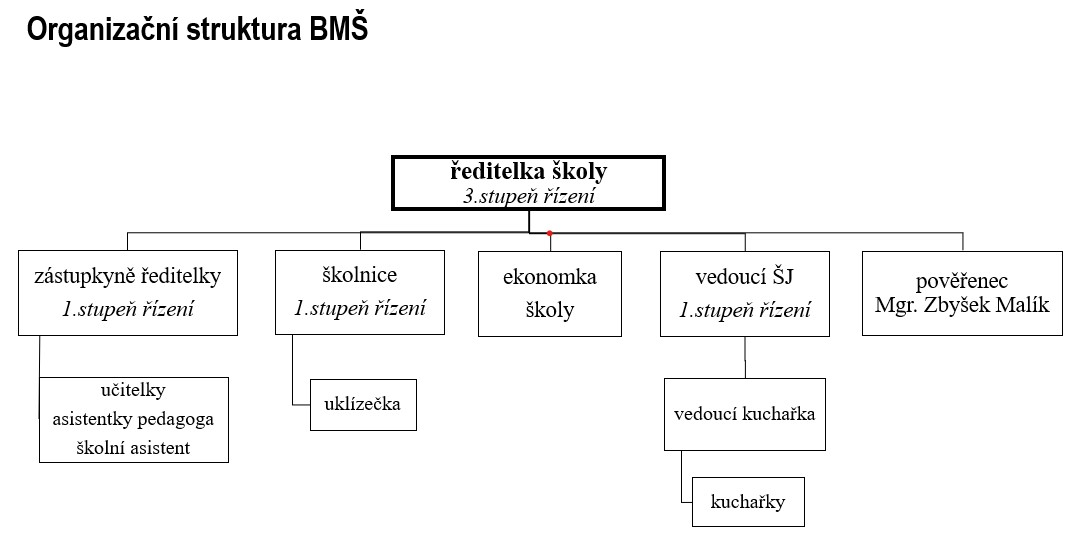 Organizační struktura BMŠ
ředitelka školy
3.stupeň řízení
zástupkyně ředitelky
1.stupeň řízení
školnice
1.stupeň řízení
ekonomka
školy
vedoucí ŠJ
1.stupeň řízení
pověřenec
Mgr. Zbyšek Malík
učitelky
asistentky pedagoga
školní asistent
uklízečka
vedoucí kuchařka
kuchařky